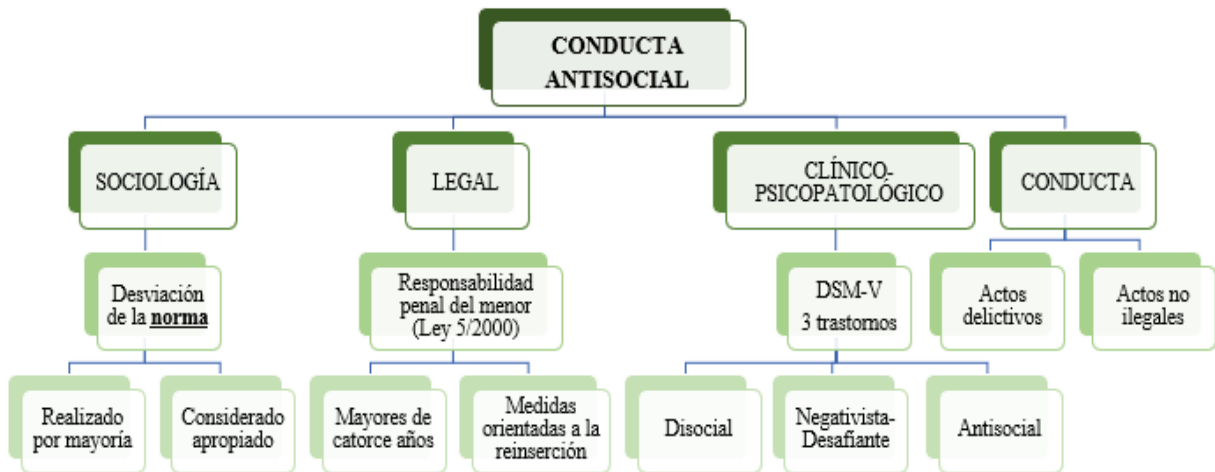 CONDUCTA
ANTISOCIAL
SOCIOLOGÍA
LEGAL
CLÍNICO-
PSICOPATOLÓGICO
CONDUCTA
Desviación
de la norma
Responsabilidad
penal del menor
(Ley 5/2000)
DSM-V
3 trastornos
Actos
delictivos
Actos no
ilegales
Realizado
por mayoría
Considerado
apropiado
Mayores de
catorce años
Medidas
orientadas a la
reinserción
Disocial
Negativista-
Desafiante
Antisocial